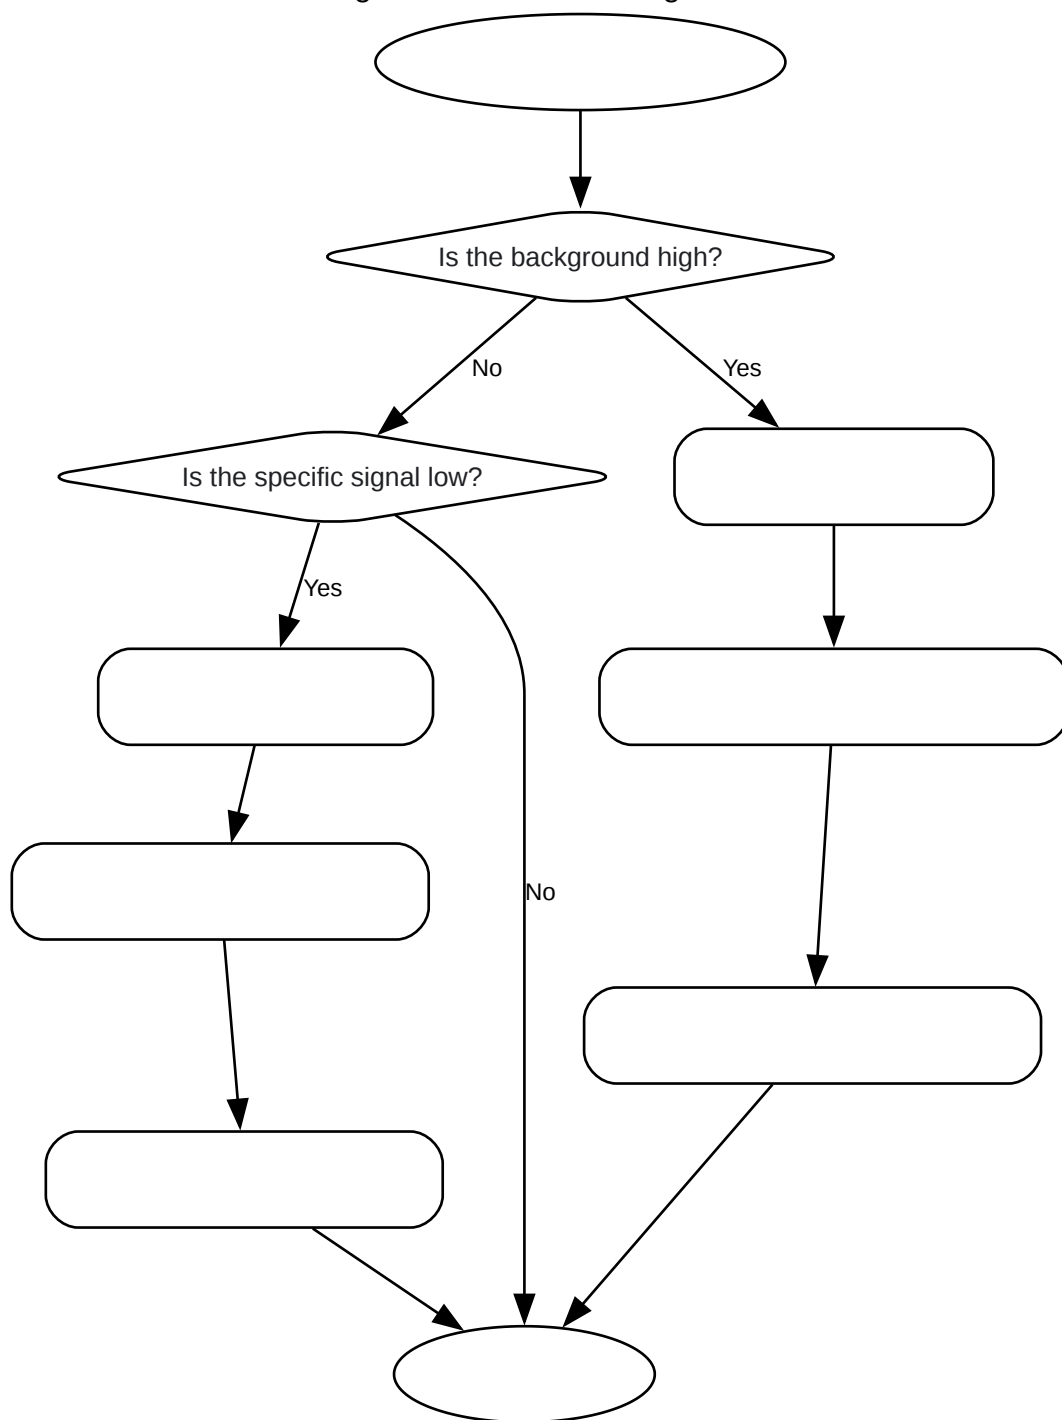 Is the background high?
No
Yes
Is the specific signal low?
Yes
No